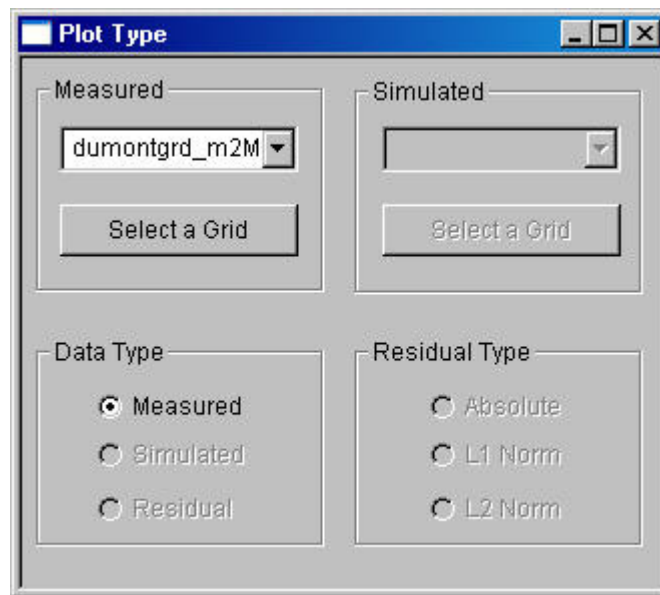 Plot Type
Measured
dumontgrd_m2M
Select a Grid
Simulated
Select a Grid
Data Type
Measured
Simulated
Residual
Residual Type
Absolute
L1 Norm
L2 Norm